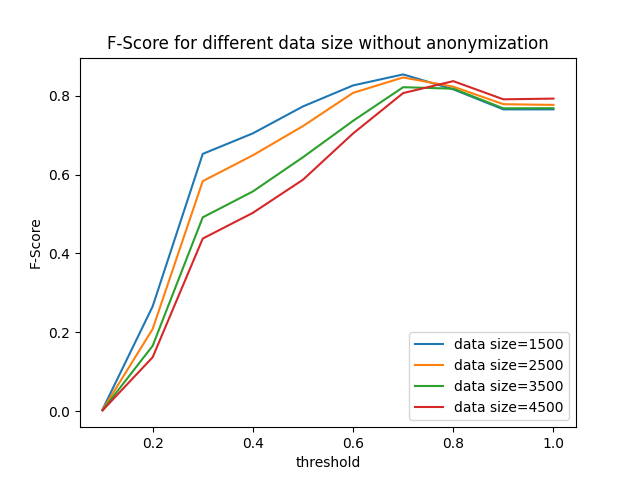 F-Score for different data size without anonymization
F-Score
0.8
0.6
0.4
0.2
0.0
data size=1500
data size=2500
data size=3500
data size=4500
0.2 0.4 0.6 0.8 1.0
threshold